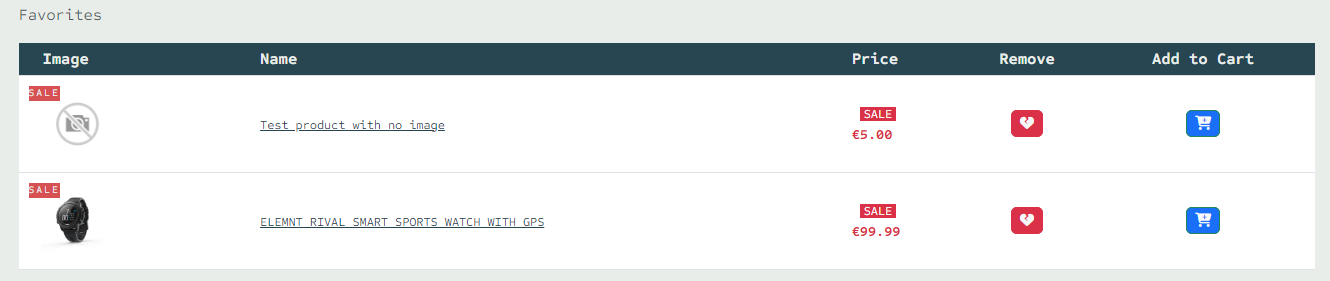 Favorites
Image Name Price Remove Add to Cart
SALE
Test product with no image
SALE
€5.00
SALE
ELEMNT RIVAL SMART SPORTS WATCH WITH GPS
SALE
€99.99